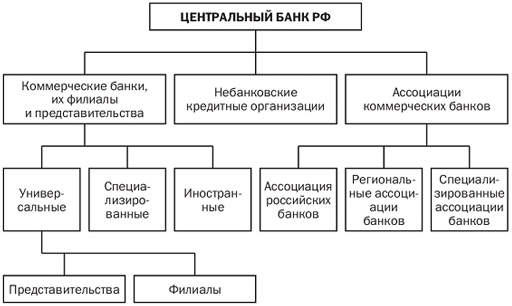 ЦЕНТРАЛЬНЫЙ БАНК РФ
Коммерческие банки,
их филиалы
и представительства
Небанковские
кредитные организации
Ассоциации
коммерческих банков
Универ-
сальные
Специа-
лизиро-
ванные
Иностран-
ные
Ассоциация
российских
банков
Региональ-
ные ассоци-
ации
банков
Специали-
зированные
ассоциации
банков
Представительства
Филиалы